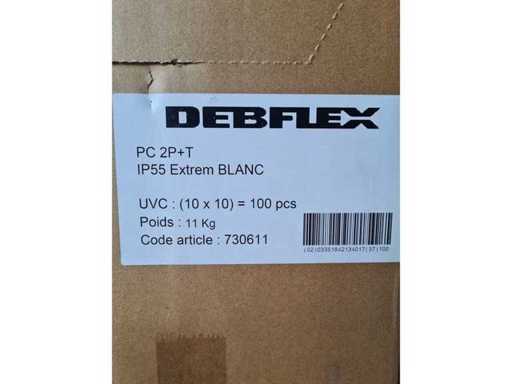 DEBFLEX
PC 2P+T
IP55 Extrem BLANC
UVC : (10 x 10) = 100 pcs
Poids : 11 Kg
Code article : 730611